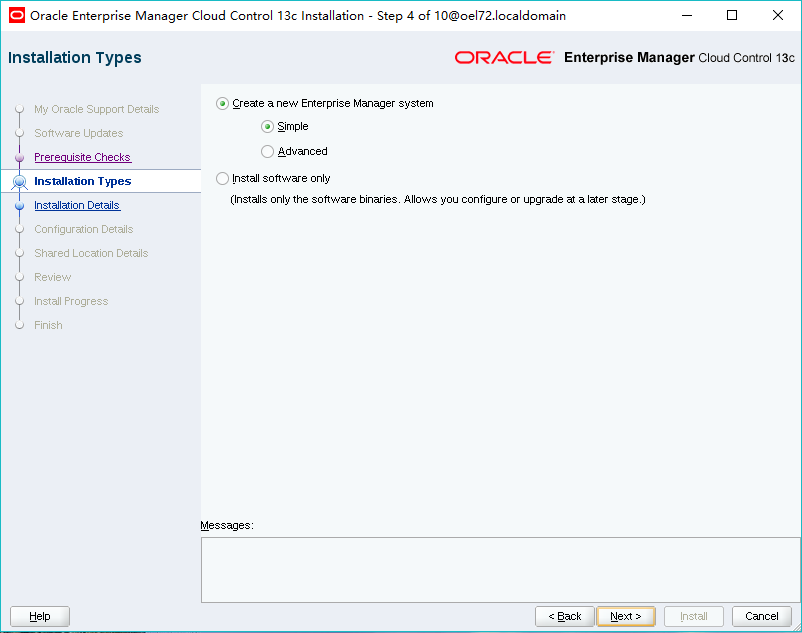 Oracle Enterprise Manager Cloud Control 13c Installation - Step 4 of 10@oel72.localdomain
Installation Types
ORACLE Enterprise Manager Cloud Control 13c
My Oracle Support Details
Software Updates
Prerequisite Checks
Installation Types
Installation Details
Configuration Details
Shared Location Details
Review
Install Progress
Finish
Create a new Enterprise Manager system
Simple
Advanced
Install software only
(Installs only the software binaries. Allows you configure or upgrade at a later stage.)
Messages:
Help
< Back
Next >
Install
Cancel